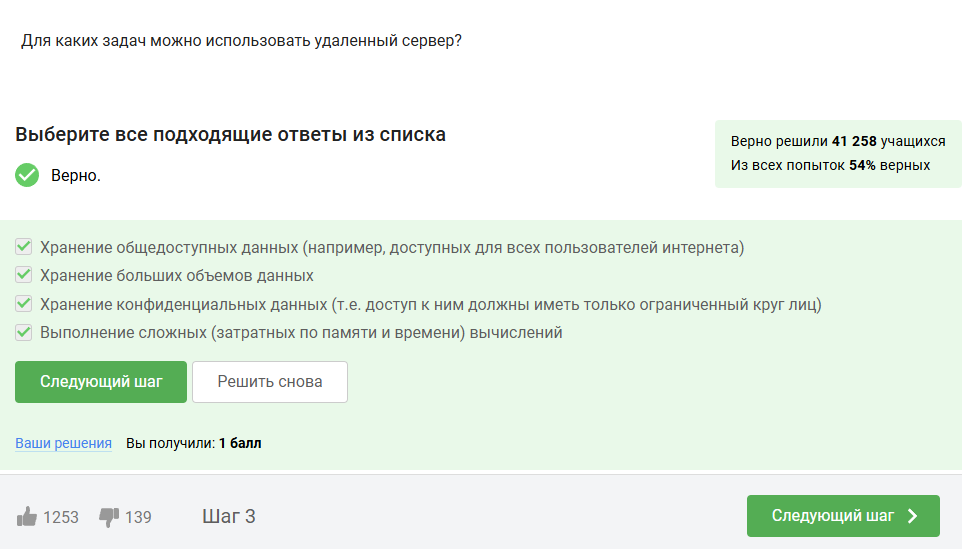 Для каких задач можно использовать удаленный сервер?
Выберите все подходящие ответы из списка
Верно.
Верно решили 41 258 учащихся
Из всех попыток 54% верных
Хранение общедоступных данных (например, доступных для всех пользователей интернета)
Хранение больших объемов данных
Хранение конфиденциальных данных (т.е. доступ к ним должны иметь только ограниченный круг лиц)
Выполнение сложных (затратных по памяти и времени) вычислений
Следующий шаг
Решить снова
Ваши решения Вы получили: 1 балл
1253 139 Шаг 3
Следующий шаг